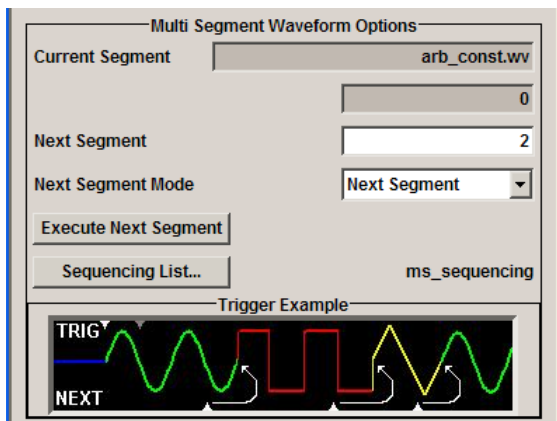 Multi Segment Waveform Options
Current Segment arb_const.wv
0
Next Segment 2
Next Segment Mode Next Segment
Execute Next Segment
Sequencing List... ms_sequencing
Trigger Example
TRIG
NEXT